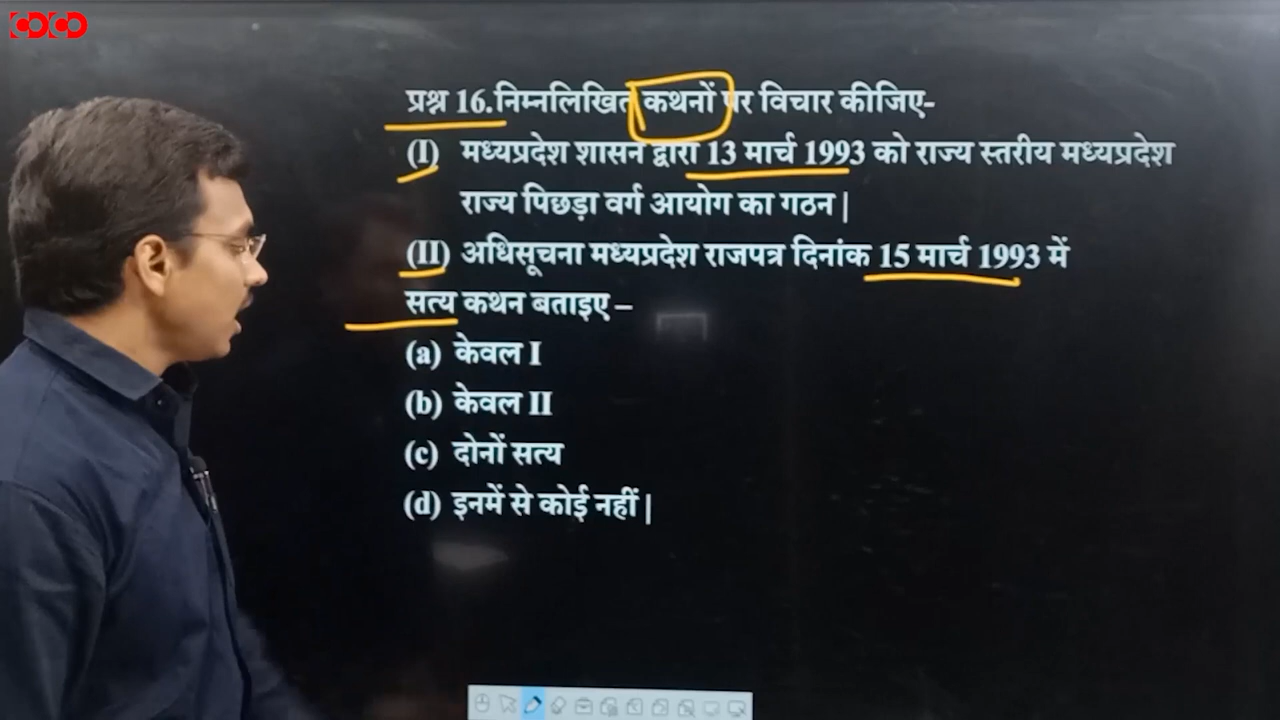 COCO
प्रश्न 16.निम्नलिखित कथनों पर विचार कीजिए-
(I) मध्यप्रदेश शासन द्वारा 13 मार्च 1993 को राज्य स्तरीय मध्यप्रदेश
राज्य पिछड़ा वर्ग आयोग का गठन |
(II) अधिसूचना मध्यप्रदेश राजपत्र दिनांक 15 मार्च 1993 में
सत्य कथन बताइए –
(a) केवल I
(b) केवल II
(c) दोनों सत्य
(d) इनमें से कोई नहीं |